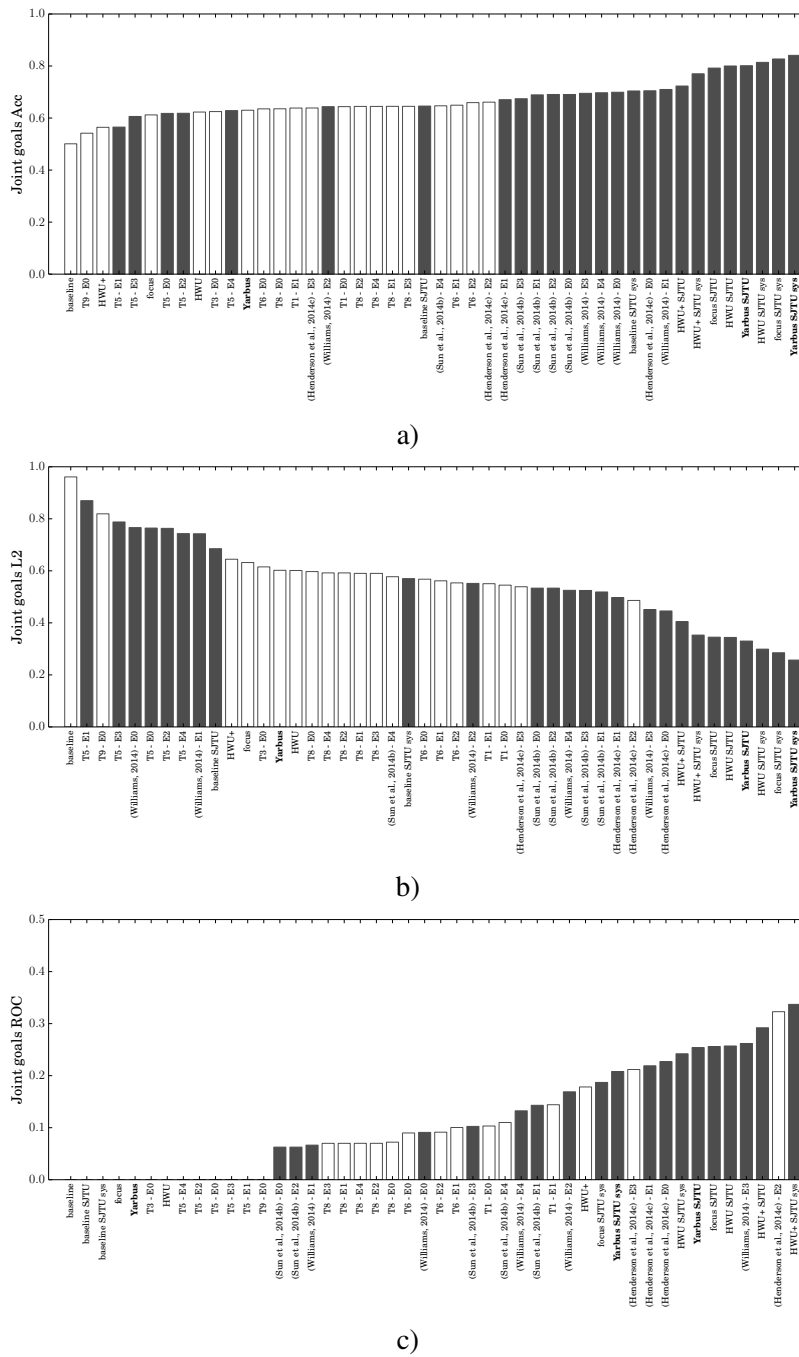 Joint goals Acc
1.0
0.8
0.6
0.4
0.2
0.0
baseline
T9 - E0
HWU+
T5 - E1
T5 - E3
focus
T5 - E0
T5 - E2
HWU
T3 - E0
T5 - E4
Yarbus
T6 - E0
T8 - E0
T1 - E1
(Henderson et al., 2014c) - E3
(Williams, 2014) - E2
T1 - E0
T8 - E2
T8 - E4
T8 - E1
T8 - E3
baseline SJTU
(Sun et al., 2014b) - E4
T6 - E1
T6 - E2
(Henderson et al., 2014c) - E2
(Henderson et al., 2014c) - E1
(Sun et al., 2014b) - E3
(Sun et al., 2014b) - E1
(Sun et al., 2014b) - E2
(Sun et al., 2014b) - E0
(Williams, 2014) - E3
(Williams, 2014) - E4
(Williams, 2014) - E0
baseline SJTU sys
(Henderson et al., 2014c) - E0
(Williams, 2014) - E1
HWU+ SJTU
HWU+ SJTU sys
focus SJTU
HWU SJTU
Yarbus SJTU
HWU SJTU sys
focus SJTU sys
Yarbus SJTU sys
a)
Joint goals L2
1.0
0.8
0.6
0.4
0.2
0.0
baseline
T5 - E1
T9 - E0
T5 - E3
(Williams, 2014) - E0
T5 - E0
T5 - E2
T5 - E4
(Williams, 2014) - E1
baseline SJTU
HWU+
focus
T3 - E0
Yarbus
HWU
T8 - E0
T8 - E4
T8 - E2
T8 - E1
T8 - E3
(Sun et al., 2014b) - E4
baseline SJTU sys
T6 - E0
T6 - E1
T6 - E2
(Williams, 2014) - E2
T1 - E1
T1 - E0
(Henderson et al., 2014c) - E3
(Sun et al., 2014b) - E0
(Sun et al., 2014b) - E2
(Williams, 2014) - E4
(Sun et al., 2014b) - E3
(Sun et al., 2014b) - E1
(Henderson et al., 2014c) - E1
(Henderson et al., 2014c) - E2
(Williams, 2014) - E3
(Henderson et al., 2014c) - E0
HWU+ SJTU
HWU+ SJTU sys
focus SJTU
HWU SJTU
Yarbus SJTU
HWU SJTU sys
focus SJTU sys
Yarbus SJTU sys
b)
Joint goals ROC
0.5
0.4
0.3
0.2
0.1
0.0
baseline
baseline SJTU
baseline SJTU sys
focus
Yarbus
T3 - E0
HWU
T5 - E4
T5 - E2
T5 - E0
T5 - E3
T5 - E1
T9 - E0
(Sun et al., 2014b) - E0
(Sun et al., 2014b) - E2
(Williams, 2014) - E1
T8 - E3
T8 - E1
T8 - E4
T8 - E2
T8 - E0
T6 - E0
(Williams, 2014) - E0
T6 - E2
T6 - E1
(Sun et al., 2014b) - E3
T1 - E0
(Sun et al., 2014b) - E4
(Williams, 2014) - E4
(Sun et al., 2014b) - E1
T1 - E1
(Williams, 2014) - E2
HWU+
focus SJTU sys
Yarbus SJTU sys
(Henderson et al., 2014c) - E3
(Henderson et al., 2014c) - E1
(Henderson et al., 2014c) - E0
HWU SJTU sys
Yarbus SJTU
focus SJTU
HWU SJTU
(Williams, 2014) - E3
HWU+ SJTU
(Henderson et al., 2014c) - E2
HWU+ SJTU sys
c)